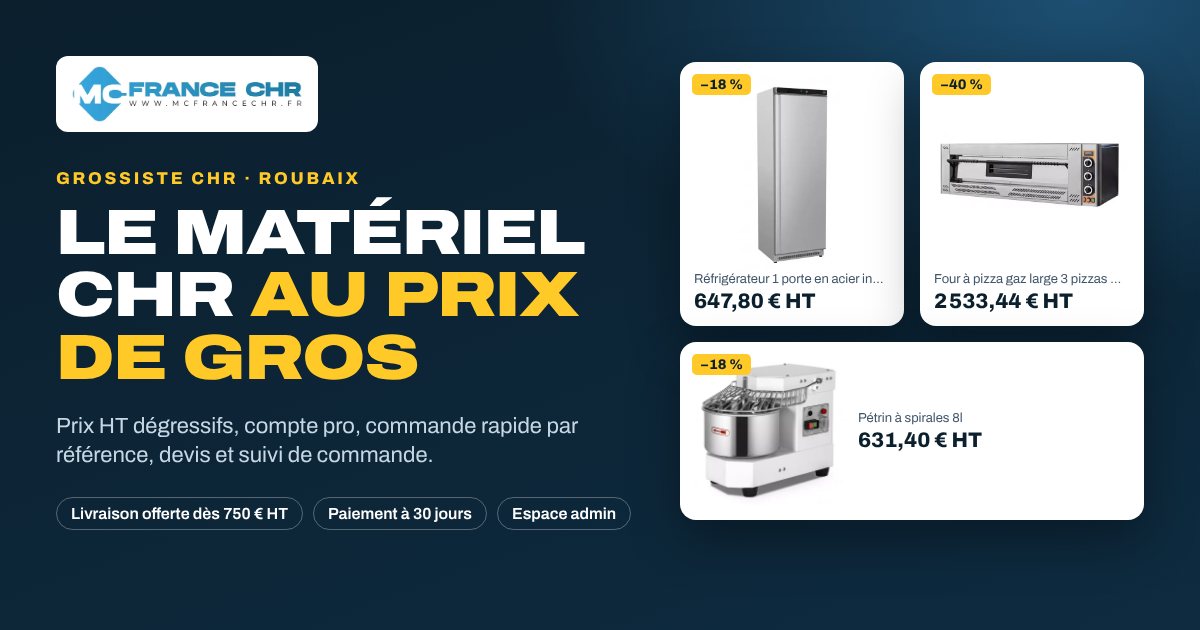 MC FRANCE CHR
WWW.MCFRANCECHR.FR
GROSSISTE CHR · ROUBAIX
LE MATÉRIEL
CHR AU PRIX
DE GROS
Prix HT dégressifs, compte pro, commande rapide par
référence, devis et suivi de commande.
Livraison offerte dès 750 € HT
Paiement à 30 jours
Espace admin
−18 %
Réfrigérateur 1 porte en acier in…
647,80 € HT
−40 %
Four à pizza gaz large 3 pizzas …
2 533,44 € HT
−18 %
Pétrin à spirales 8l
631,40 € HT